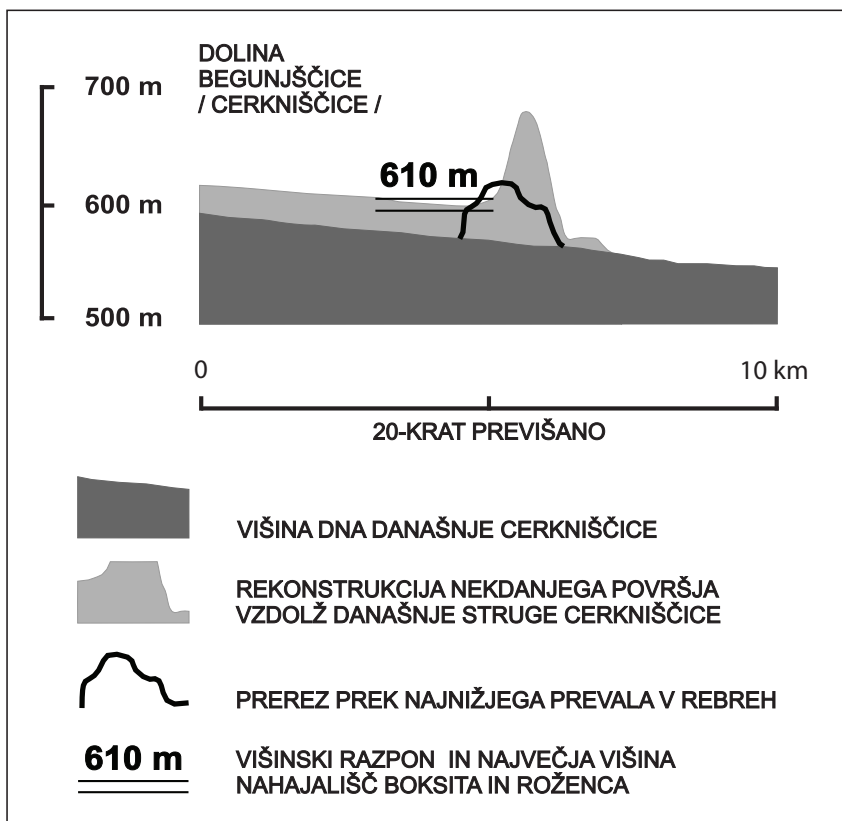 DOLINA
BEGUNJŠČICE
/ CERKNIŠČICE /
700 m
610 m
600 m
500 m
0
10 km
20-KRAT PREVIŠANO
VIŠINA DNA DANAŠNJE CERKNIŠČICE
REKONSTRUKCIJA NEKDANJEGA POVRŠJA
VZDOLŽ DANAŠNJE STRUGE CERKNIŠČICE
PREREZ PREK NAJNIŽJEGA PREVALA V REBREH
610 m
VIŠINSKI RAZPON IN NAJVEČJA VIŠINA
NAHAJALIŠČ BOKSITA IN ROŽENCA